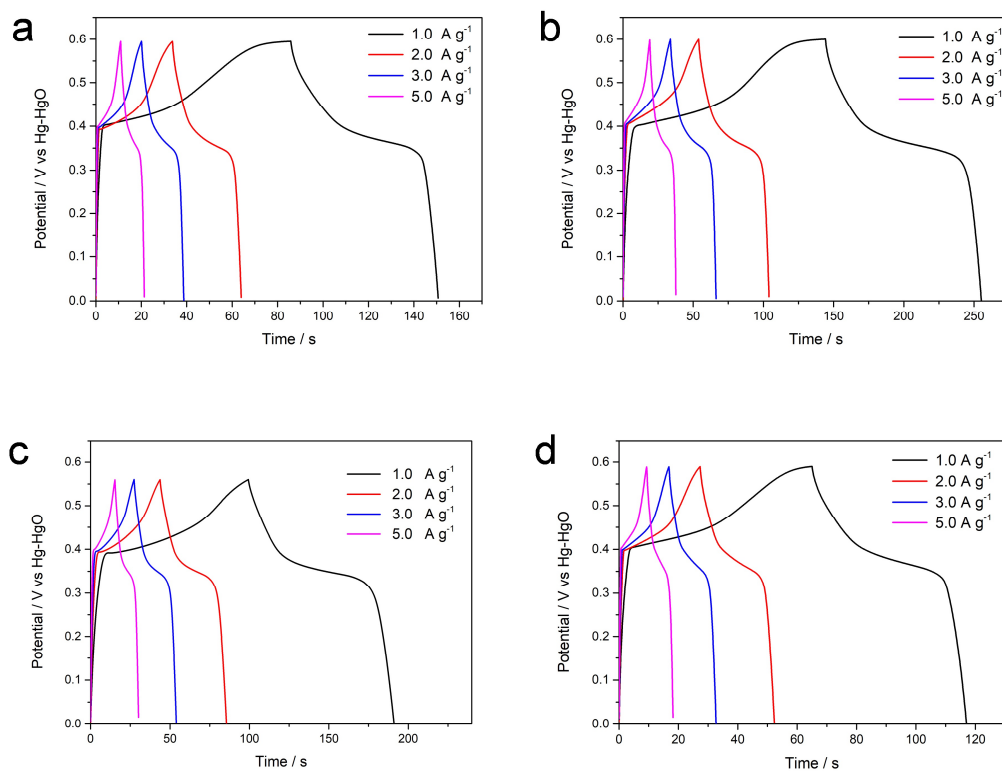 a
1.0 A g⁻¹
2.0 A g⁻¹
3.0 A g⁻¹
5.0 A g⁻¹
0.6
0.5
0.4
0.3
0.2
0.1
0.0
Potential / V vs Hg-HgO
0 20 40 60 80 100 120 140 160
Time / s
b
1.0 A g⁻¹
2.0 A g⁻¹
3.0 A g⁻¹
5.0 A g⁻¹
0.6
0.5
0.4
0.3
0.2
0.1
0.0
Potential / V vs Hg-HgO
0 50 100 150 200 250
Time / s
c
1.0 A g⁻¹
2.0 A g⁻¹
3.0 A g⁻¹
5.0 A g⁻¹
0.6
0.5
0.4
0.3
0.2
0.1
0.0
Potential / V vs Hg-HgO
0 50 100 150 200
Time / s
d
1.0 A g⁻¹
2.0 A g⁻¹
3.0 A g⁻¹
5.0 A g⁻¹
0.6
0.5
0.4
0.3
0.2
0.1
0.0
Potential / V vs Hg-HgO
0 20 40 60 80 100 120
Time / s